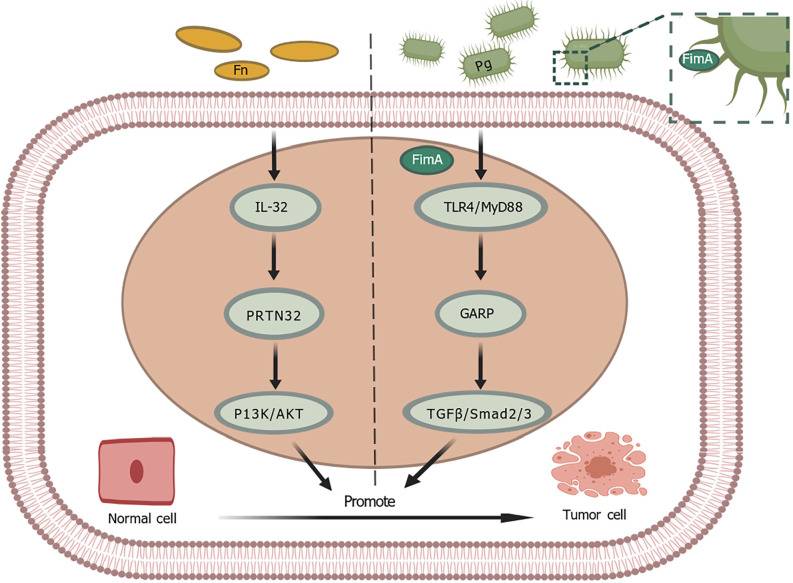 Fn
Pg
FimA
FimA
IL-32
TLR4/MyD88
PRTN32
GARP
P13K/AKT
TGFβ/Smad2/3
Promote
Normal cell
Tumor cell